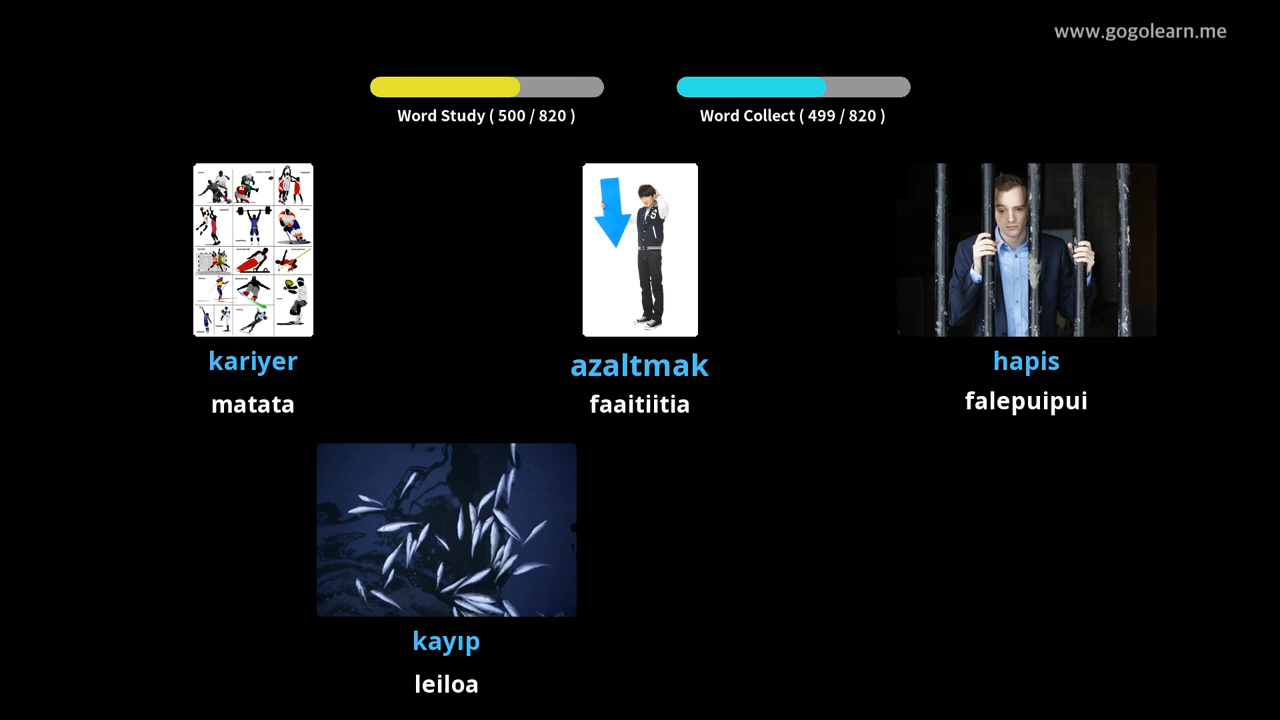 www.gogolearn.me
Word Study ( 500 / 820 )
Word Collect ( 499 / 820 )
kariyer
matata
azaltmak
faaitiitia
hapis
falepuipui
kayıp
leiloa